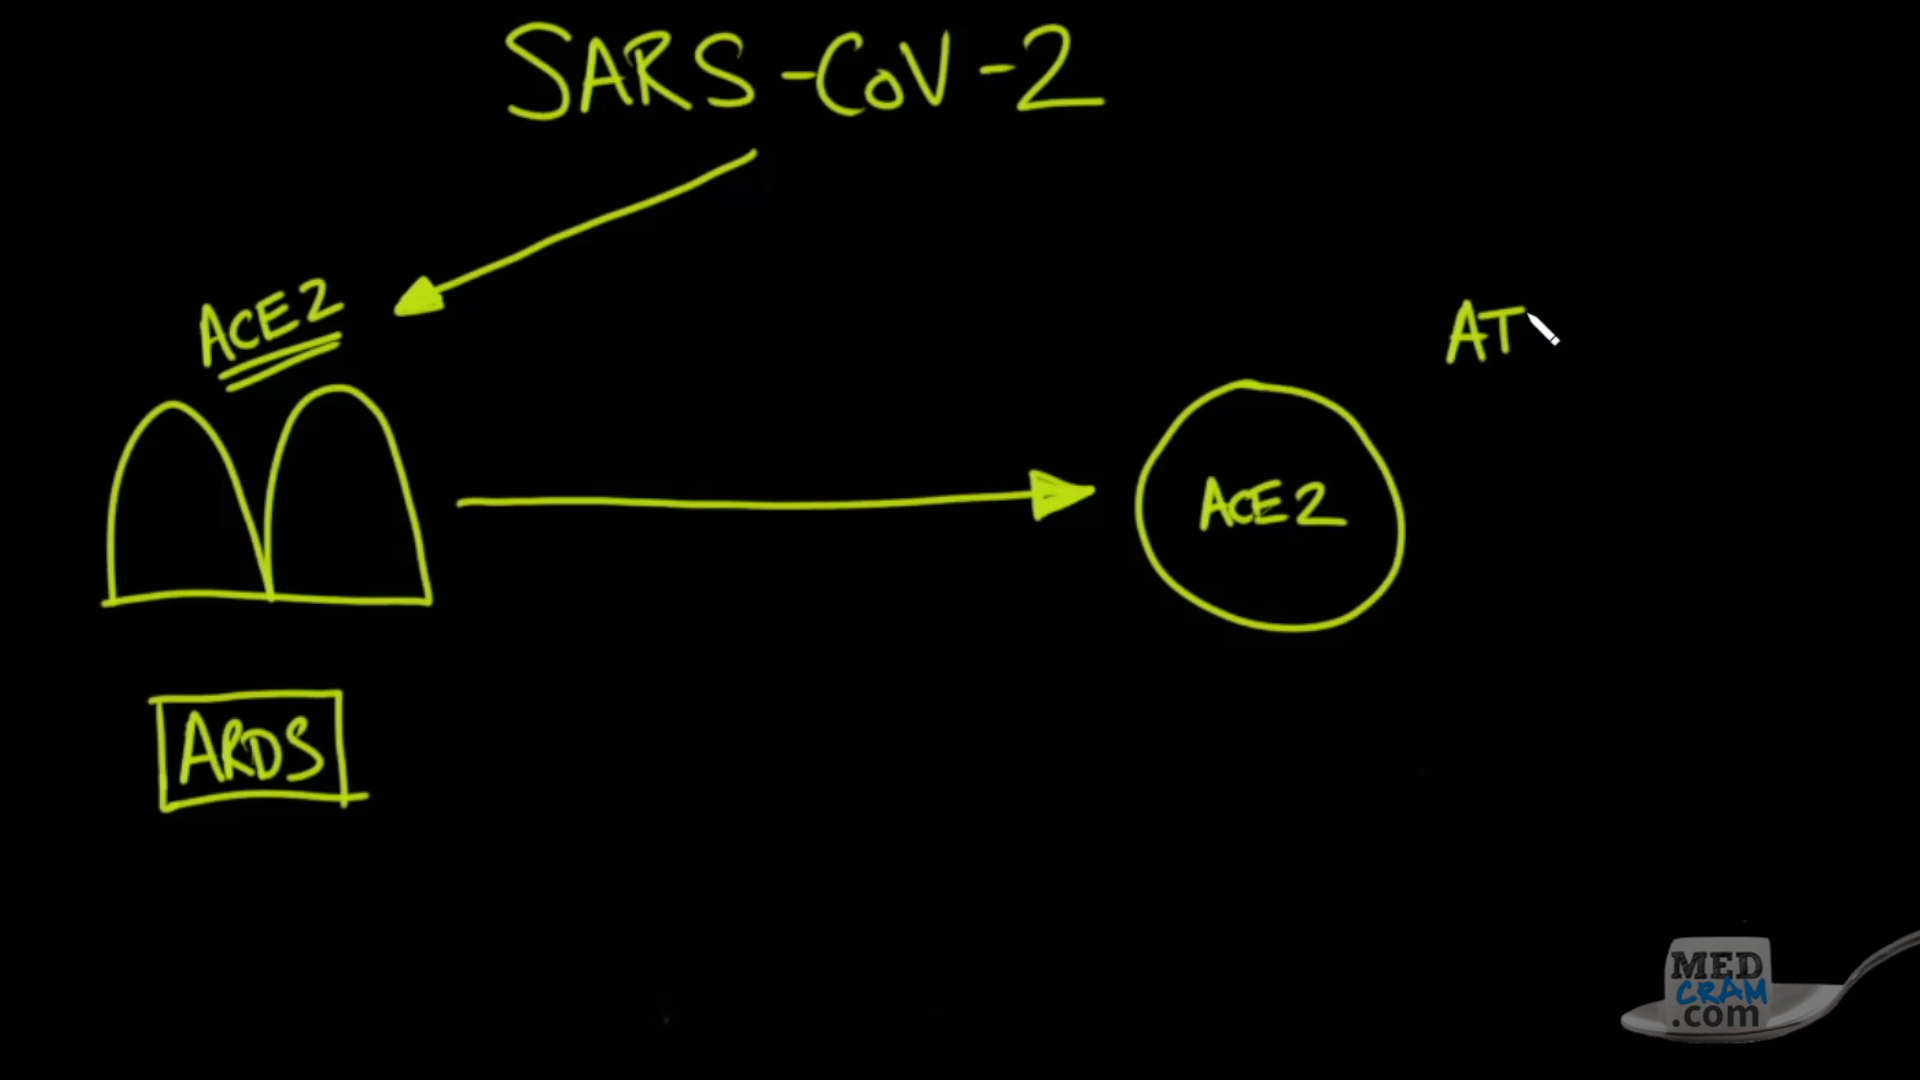 SARS-CoV-2
ACE2
AT
ACE2
ARDS
MED
CRAM
.com